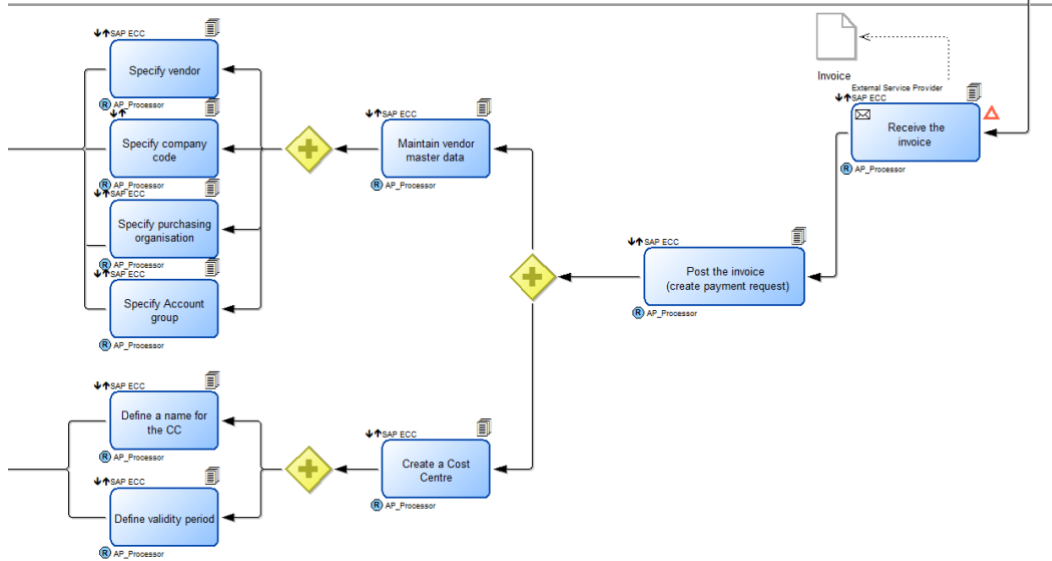 SAP ECC
Specify vendor
R AP_Processor
Specify company
code
R AP_Processor
SAP ECC
Specify purchasing
organisation
R AP_Processor
SAP ECC
Specify Account
group
R AP_Processor
SAP ECC
Maintain vendor
master data
R AP_Processor
Invoice
External Service Provider
SAP ECC
Receive the
invoice
R AP_Processor
SAP ECC
Post the invoice
(create payment request)
R AP_Processor
SAP ECC
Define a name for
the CC
R AP_Processor
SAP ECC
Define validity period
R AP_Processor
SAP ECC
Create a Cost
Centre
R AP_Processor